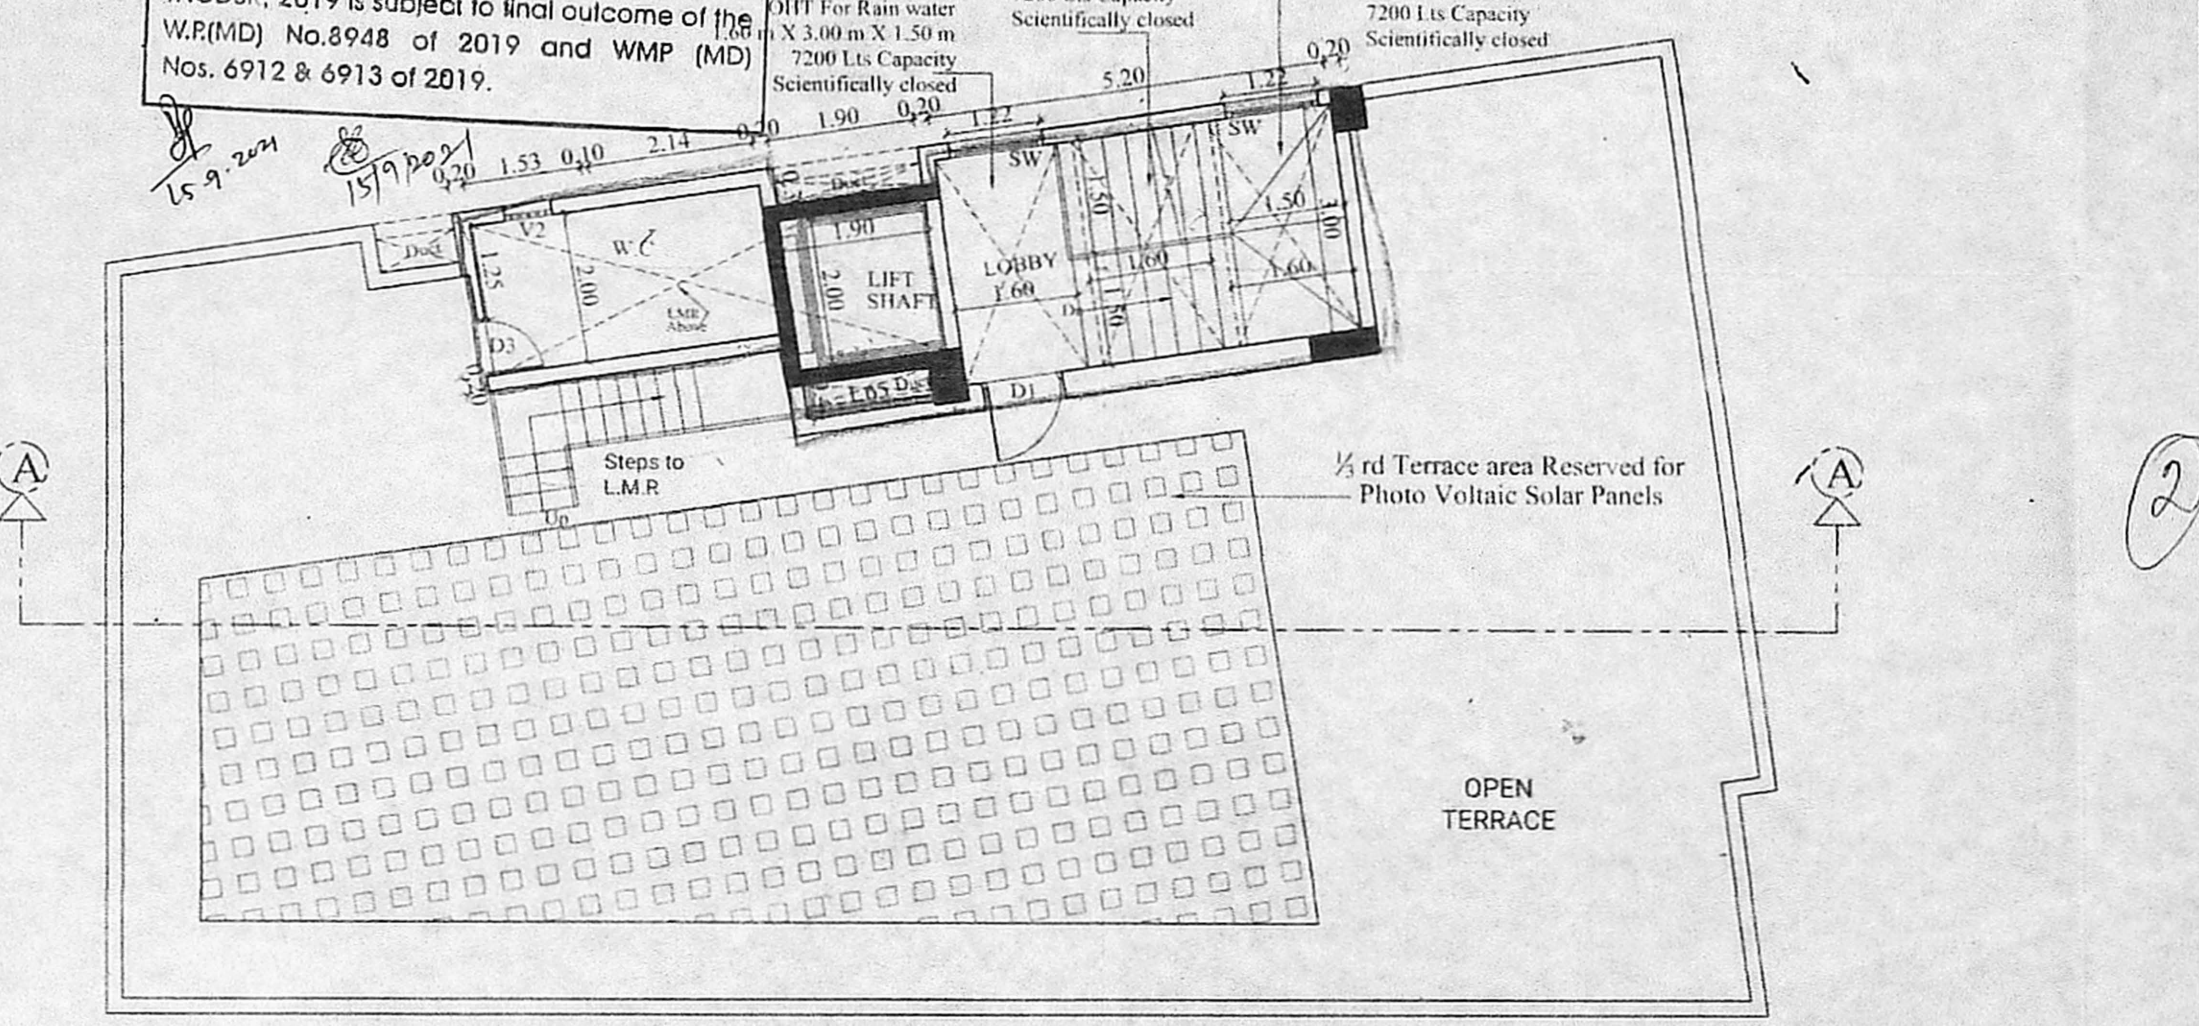 2019 is subject to final outcome of the
W.P.(MD) No.8948 of 2019 and WMP (MD)
Nos. 6912 & 6913 of 2019.
15.9.2021
15/9/2021
OHT For Rain water
1.60 m X 3.00 m X 1.50 m
7200 Lts Capacity
Scientifically closed
Scientifically closed
7200 Lts Capacity
Scientifically closed
0.20
1.53
0.10
2.14
0.20
1.90
0.20
1.22
5.20
1.22
0.20
SW
SW
Duct
Duct
V2
W.C
1.25
2.00
LMR
Above
D3
1.90
2.00
LIFT
SHAFT
LOBBY
1.60
1.50
1.60
1.50
1.50
3.00
1.60
D1
Steps to
L.M.R
Up
1/3 rd Terrace area Reserved for
Photo Voltaic Solar Panels
A
A
2
OPEN
TERRACE